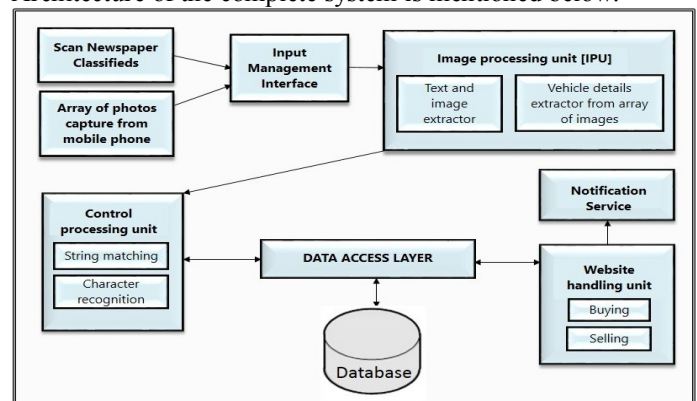 Architecture of the complete system is mentioned below.
Scan Newspaper
Classifieds
Array of photos
capture from
mobile phone
Input
Management
Interface
Image processing unit [IPU]
Text and
image
extractor
Vehicle details
extractor from array
of images
Control
processing unit
String matching
Character
recognition
DATA ACCESS LAYER
Database
Notification
Service
Website
handling unit
Buying
Selling